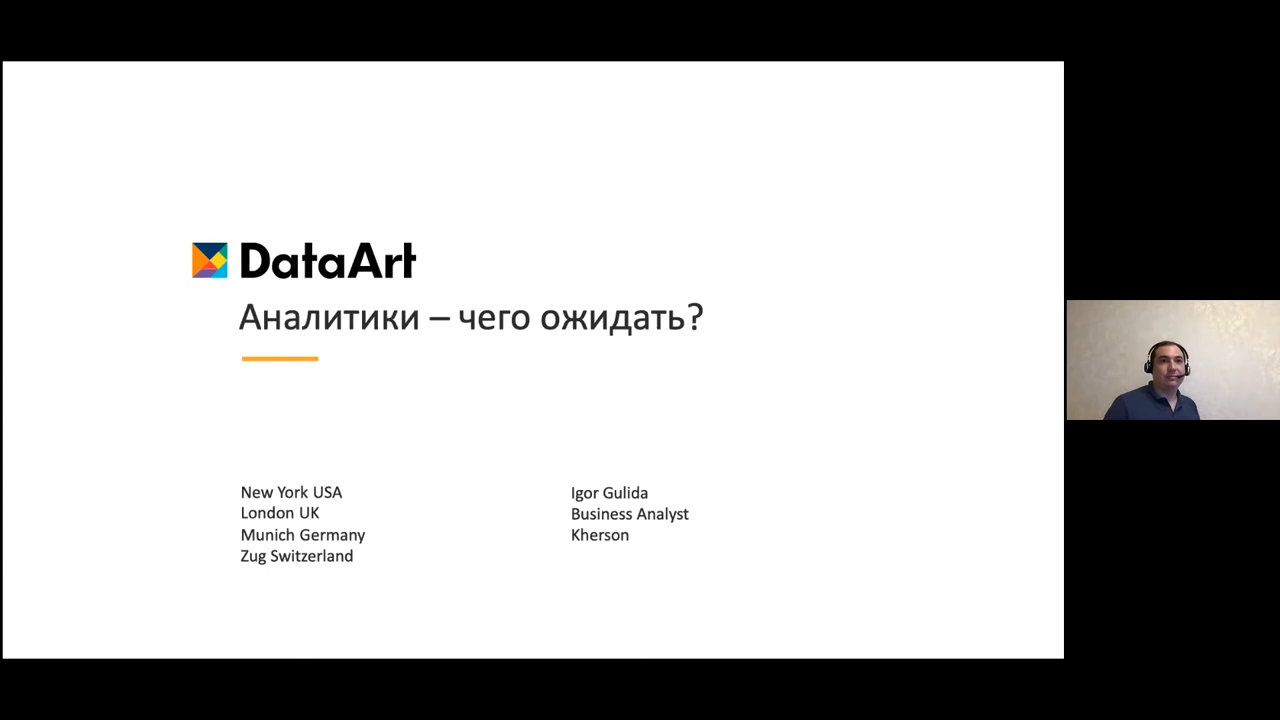 DataArt
Аналитики – чего ожидать?
New York USA
London UK
Munich Germany
Zug Switzerland
Igor Gulida
Business Analyst
Kherson